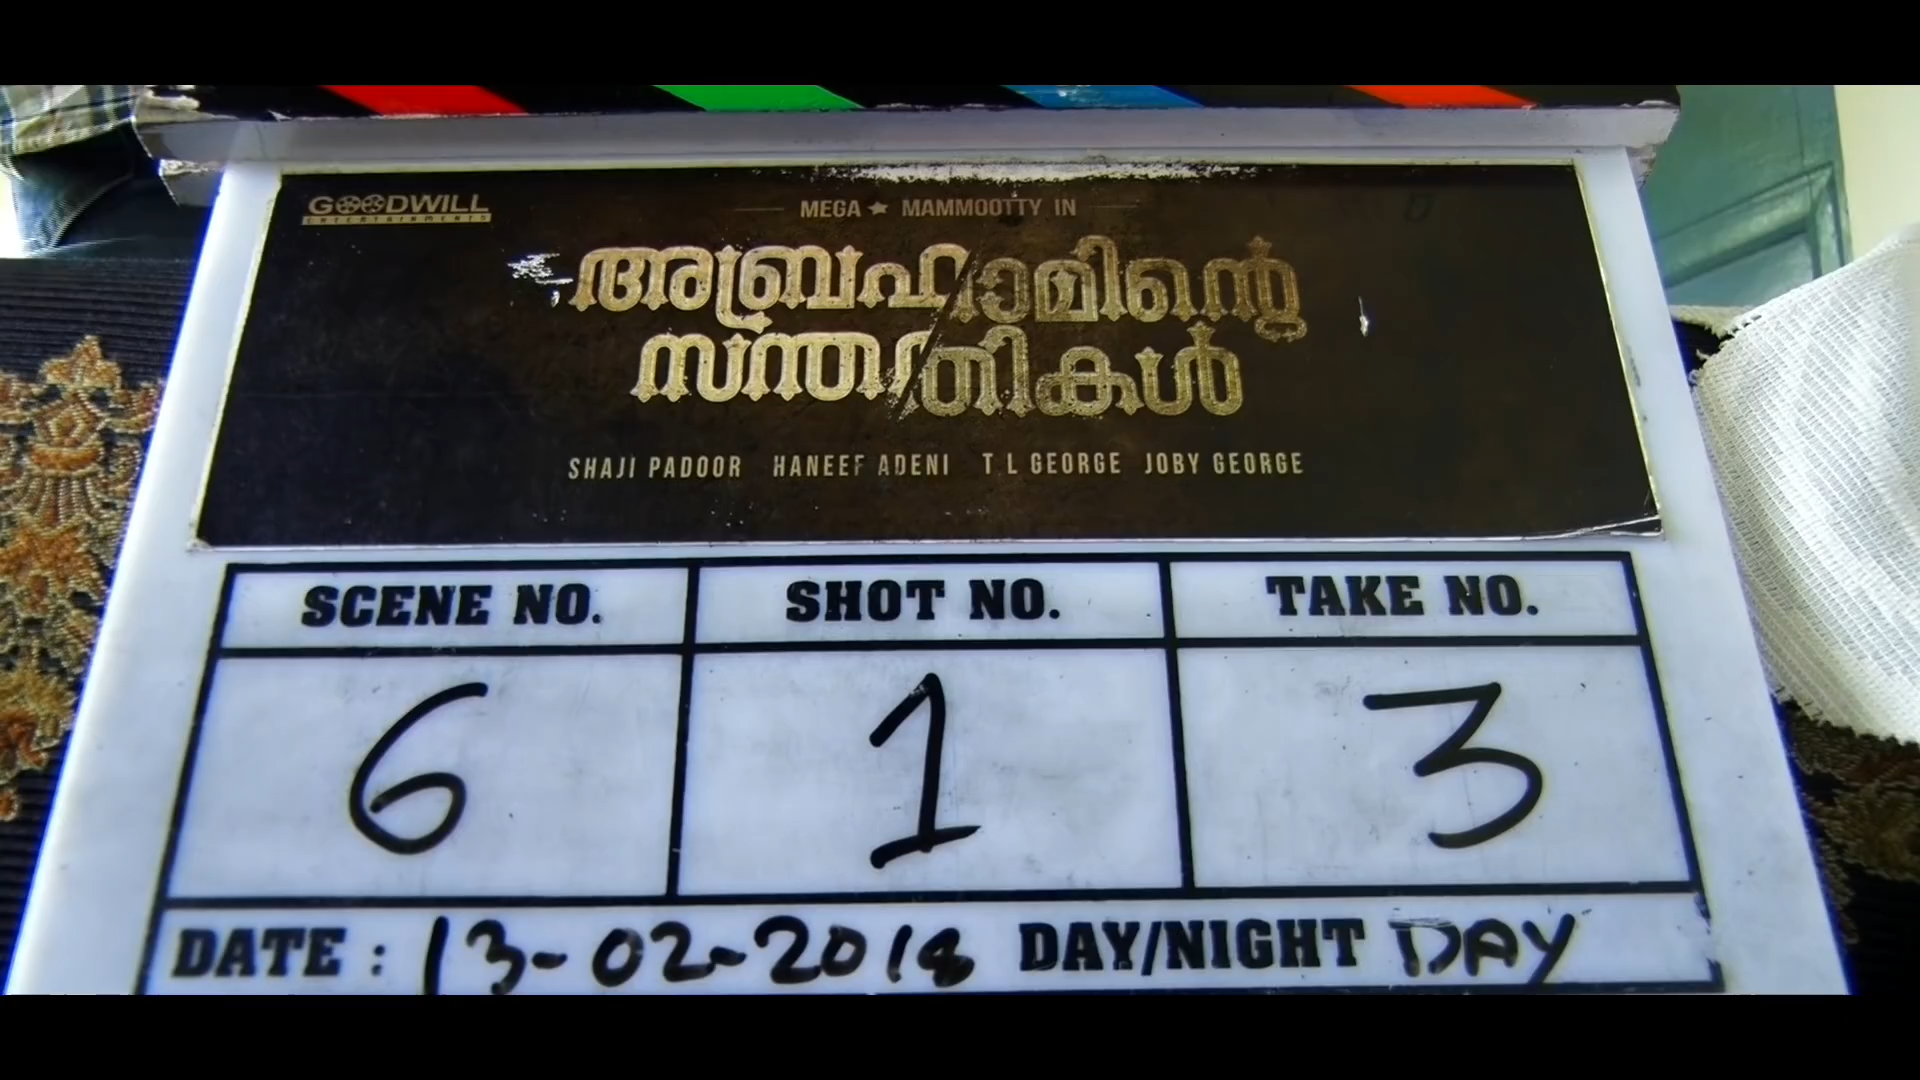 GOODWILL
ENTERTAINMENTS
MEGA ★ MAMMOOTTY IN
അബ്രഹാമിന്റെ
സന്തതികൾ
SHAJI PADOOR HANEEF ADENI T L GEORGE JOBY GEORGE
SCENE NO. SHOT NO. TAKE NO.
6 1 3
DATE : 13-02-2018 DAY/NIGHT DAY